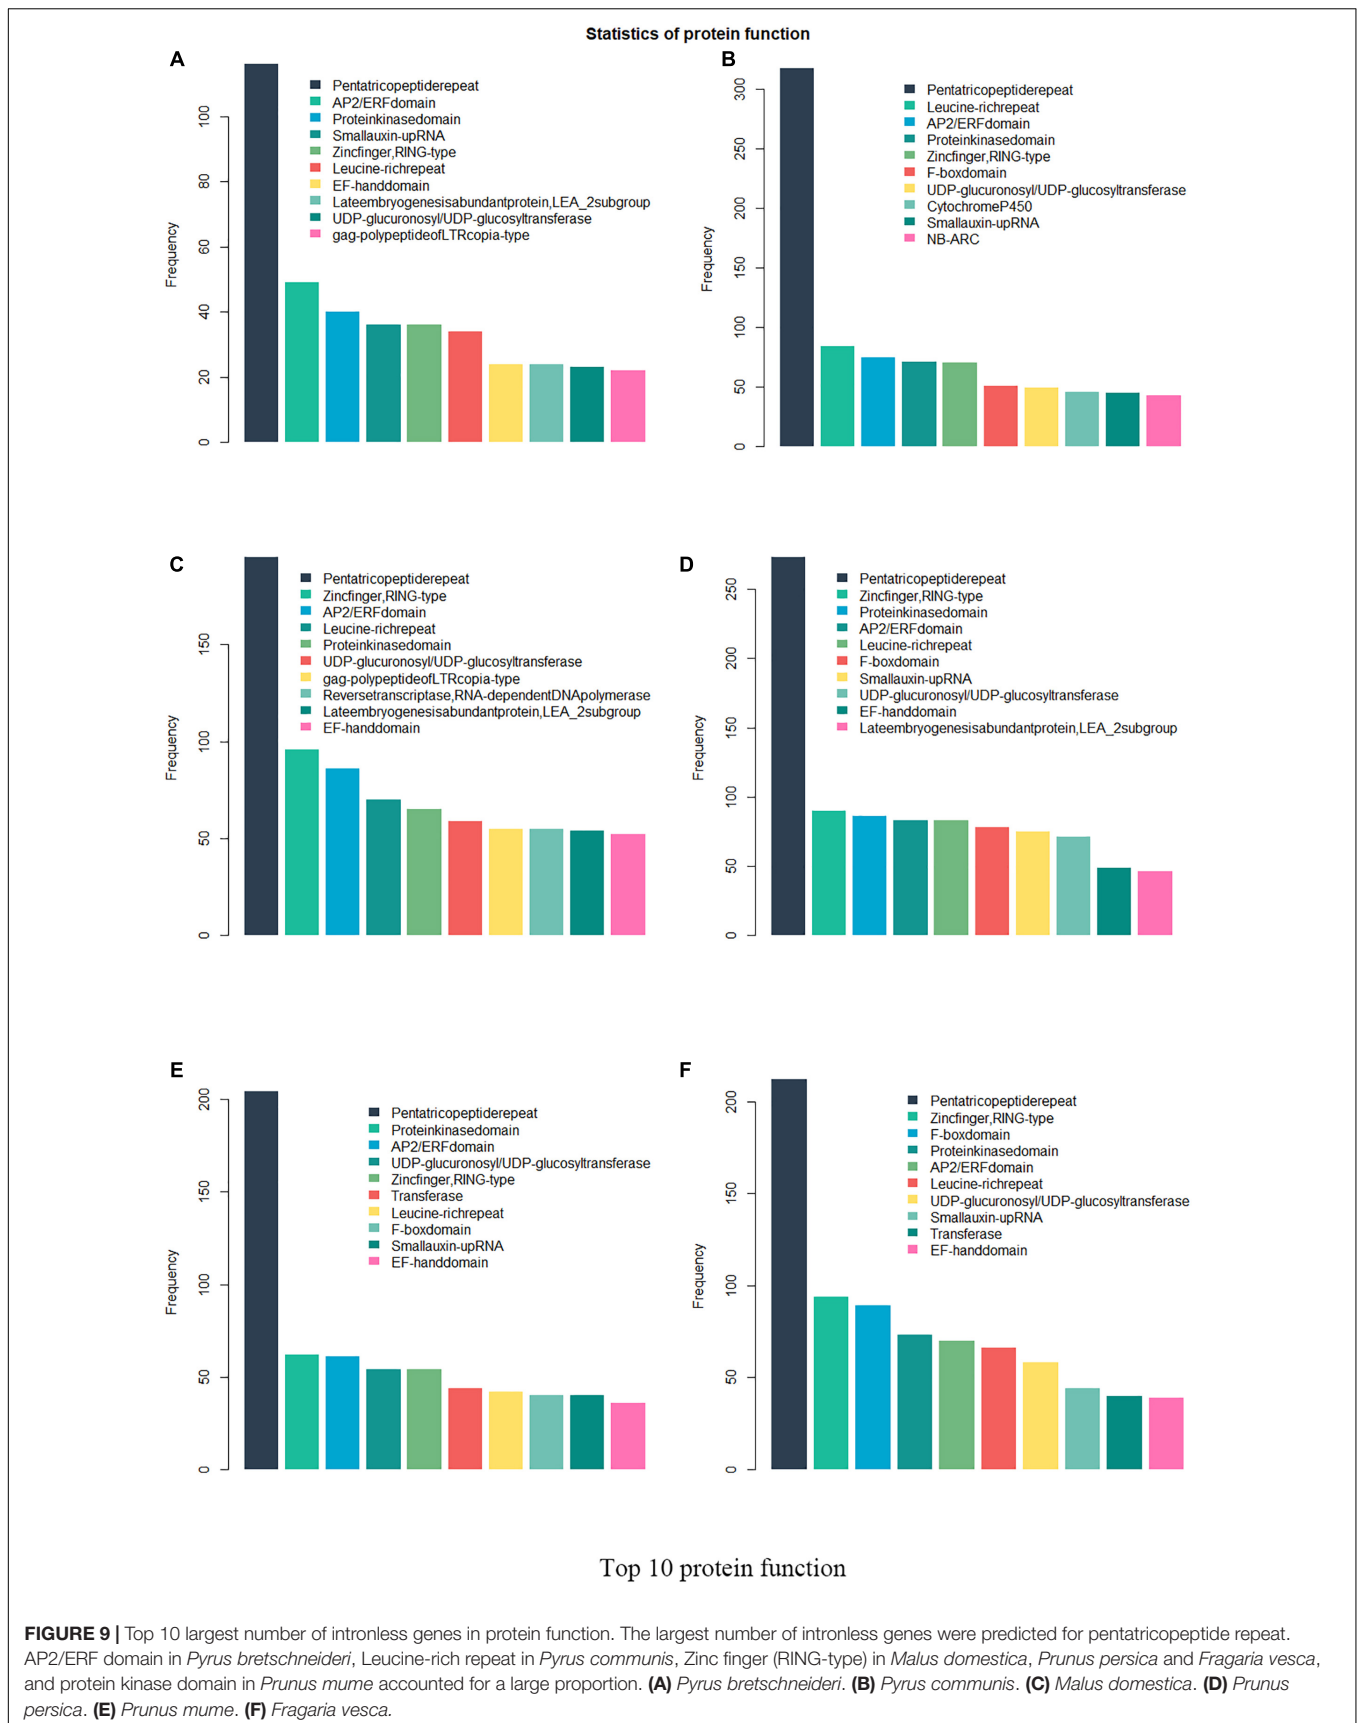 Statistics of protein function
A
Pentatricopeptiderepeat
AP2/ERFdomain
Proteinkinasedomain
Smallauxin-upRNA
Zincfinger,RING-type
Leucine-richrepeat
EF-handdomain
Lateembryogenesisabundantprotein,LEA_2subgroup
UDP-glucuronosyl/UDP-glucosyltransferase
gag-polypeptideofLTRcopia-type
Frequency
100
80
60
40
20
0
B
Pentatricopeptiderepeat
Leucine-richrepeat
AP2/ERFdomain
Proteinkinasedomain
Zincfinger,RING-type
F-boxdomain
UDP-glucuronosyl/UDP-glucosyltransferase
CytochromeP450
Smallauxin-upRNA
NB-ARC
Frequency
300
250
200
150
100
50
0
C
Pentatricopeptiderepeat
Zincfinger,RING-type
AP2/ERFdomain
Leucine-richrepeat
Proteinkinasedomain
UDP-glucuronosyl/UDP-glucosyltransferase
gag-polypeptideofLTRcopia-type
Reversetranscriptase,RNA-dependentDNApolymerase
Lateembryogenesisabundantprotein,LEA_2subgroup
EF-handdomain
Frequency
150
100
50
0
D
Pentatricopeptiderepeat
Zincfinger,RING-type
Proteinkinasedomain
AP2/ERFdomain
Leucine-richrepeat
F-boxdomain
Smallauxin-upRNA
UDP-glucuronosyl/UDP-glucosyltransferase
EF-handdomain
Lateembryogenesisabundantprotein,LEA_2subgroup
Frequency
250
200
150
100
50
0
E
Pentatricopeptiderepeat
Proteinkinasedomain
AP2/ERFdomain
UDP-glucuronosyl/UDP-glucosyltransferase
Zincfinger,RING-type
Transferase
Leucine-richrepeat
F-boxdomain
Smallauxin-upRNA
EF-handdomain
Frequency
200
150
100
50
0
F
Pentatricopeptiderepeat
Zincfinger,RING-type
F-boxdomain
Proteinkinasedomain
AP2/ERFdomain
Leucine-richrepeat
UDP-glucuronosyl/UDP-glucosyltransferase
Smallauxin-upRNA
Transferase
EF-handdomain
Frequency
200
150
100
50
0
Top 10 protein function
FIGURE 9 | Top 10 largest number of intronless genes in protein function. The largest number of intronless genes were predicted for pentatricopeptide repeat.
AP2/ERF domain in Pyrus bretschneideri, Leucine-rich repeat in Pyrus communis, Zinc finger (RING-type) in Malus domestica, Prunus persica and Fragaria vesca,
and protein kinase domain in Prunus mume accounted for a large proportion. (A) Pyrus bretschneideri. (B) Pyrus communis. (C) Malus domestica. (D) Prunus
persica. (E) Prunus mume. (F) Fragaria vesca.